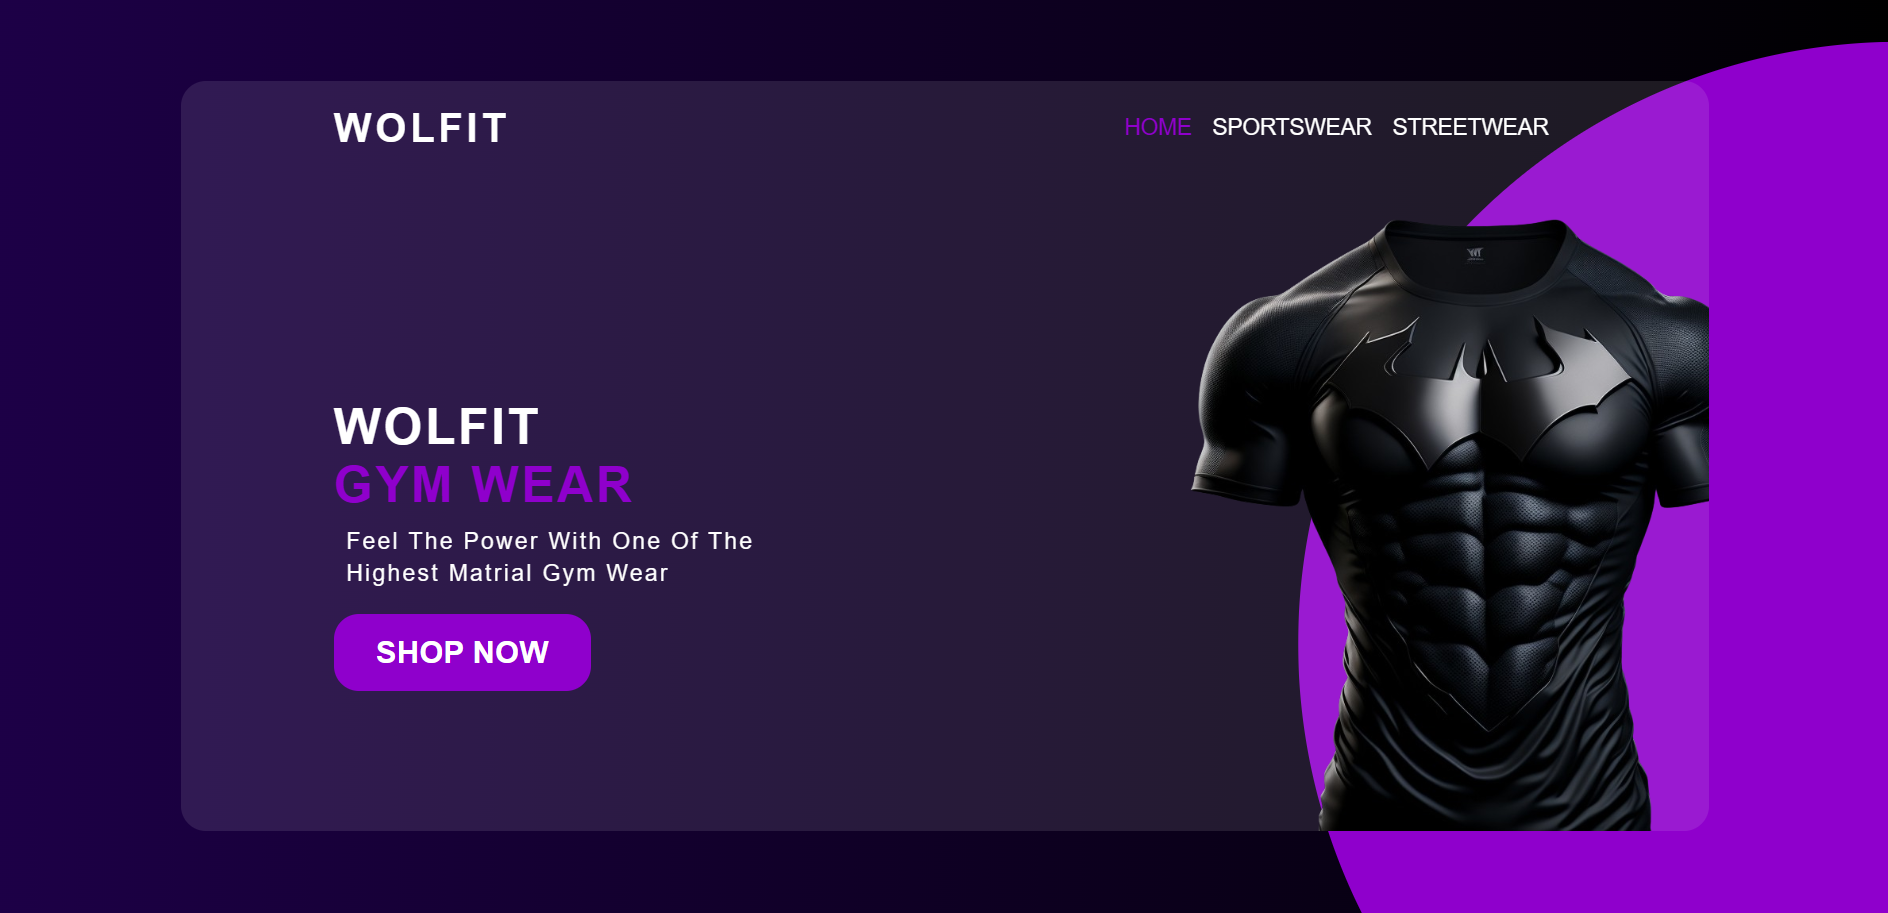 WOLFIT
HOME SPORTSWEAR STREETWEAR
WOLFIT
GYM WEAR
Feel The Power With One Of The
Highest Matrial Gym Wear
SHOP NOW